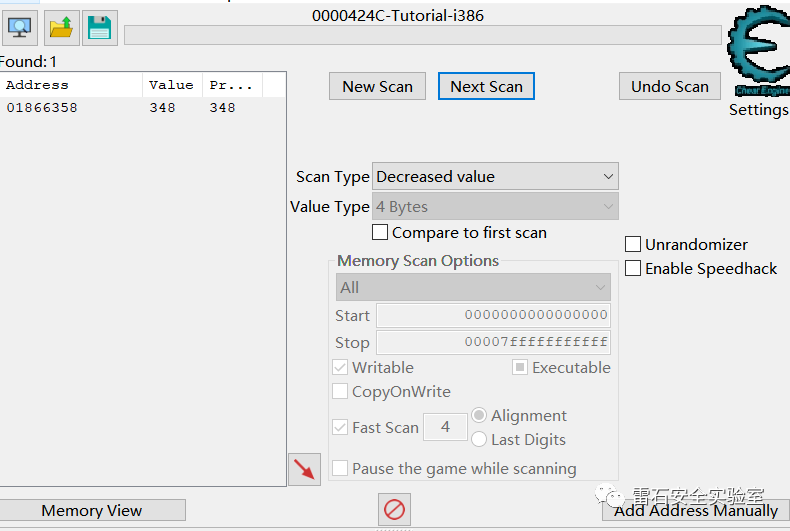 0000424C-Tutorial-i386
Found:1
Address Value Pr...
01866358 348 348
New Scan Next Scan Undo Scan
Cheat Engine
Settings
Scan Type Decreased value
Value Type 4 Bytes
Compare to first scan
Unrandomizer
Memory Scan Options
Enable Speedhack
All
Start 0000000000000000
Stop 00007fffffffffff
Writable Executable
CopyOnWrite
Fast Scan 4 Alignment
Last Digits
Pause the game while scanning
雷石安全实验室
Memory View Add Address Manually